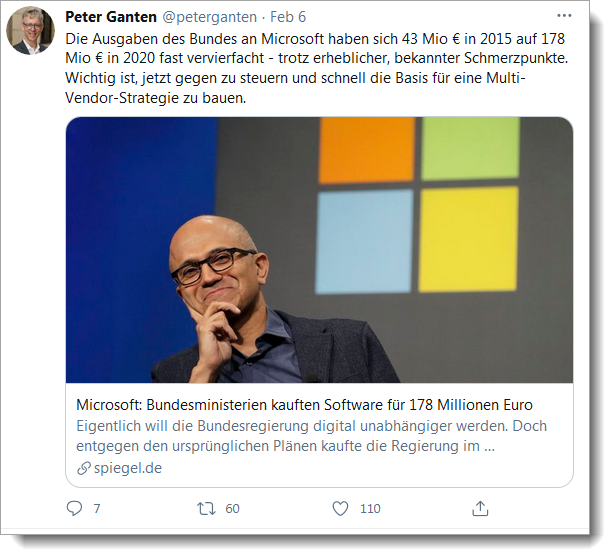 Peter Ganten @peterganten · Feb 6
Die Ausgaben des Bundes an Microsoft haben sich 43 Mio € in 2015 auf 178
Mio € in 2020 fast vervierfacht - trotz erheblicher, bekannter Schmerzpunkte.
Wichtig ist, jetzt gegen zu steuern und schnell die Basis für eine Multi-
Vendor-Strategie zu bauen.
Microsoft: Bundesministerien kauften Software für 178 Millionen Euro
Eigentlich will die Bundesregierung digital unabhängiger werden. Doch
entgegen den ursprünglichen Plänen kaufte die Regierung im ...
spiegel.de
7 60 110